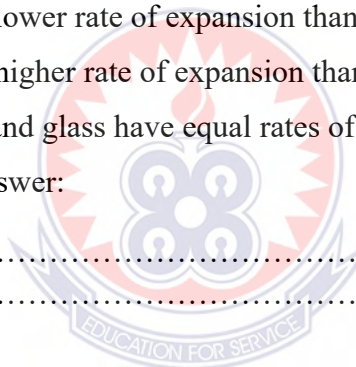 lower rate of expansion than
higher rate of expansion than
and glass have equal rates of
swer:
……………………………………
……………………………………
EDUCATION FOR SERVICE